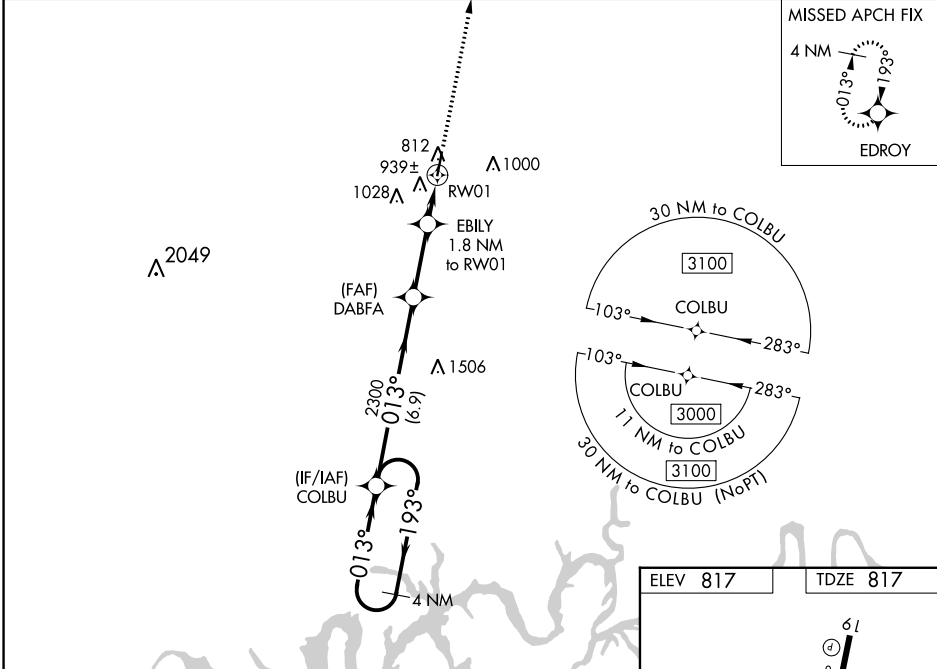 MISSED APCH FIX
4 NM
013°
193°
EDROY
812
939±
1000
1028
RW01
EBILY
1.8 NM
to RW01
2049
(FAF)
DABFA
1506
2300
013°
(6.9)
(IF/IAF)
COLBU
013°
193°
4 NM
30 NM to COLBU
3100
COLBU
103°
283°
103°
283°
COLBU
3000
11 NM to COLBU
3100
30 NM to COLBU (NoPT)
ELEV 817
TDZE 817
19
P